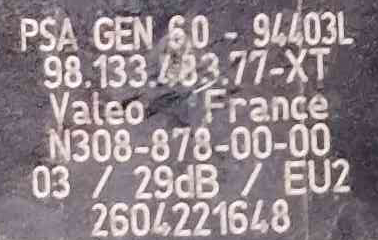 PSA GEN 6.0 - 94403L
98.133.483.77-XT
Valeo France
N308-878-00-00
03 / 29dB / EU2
2604221648